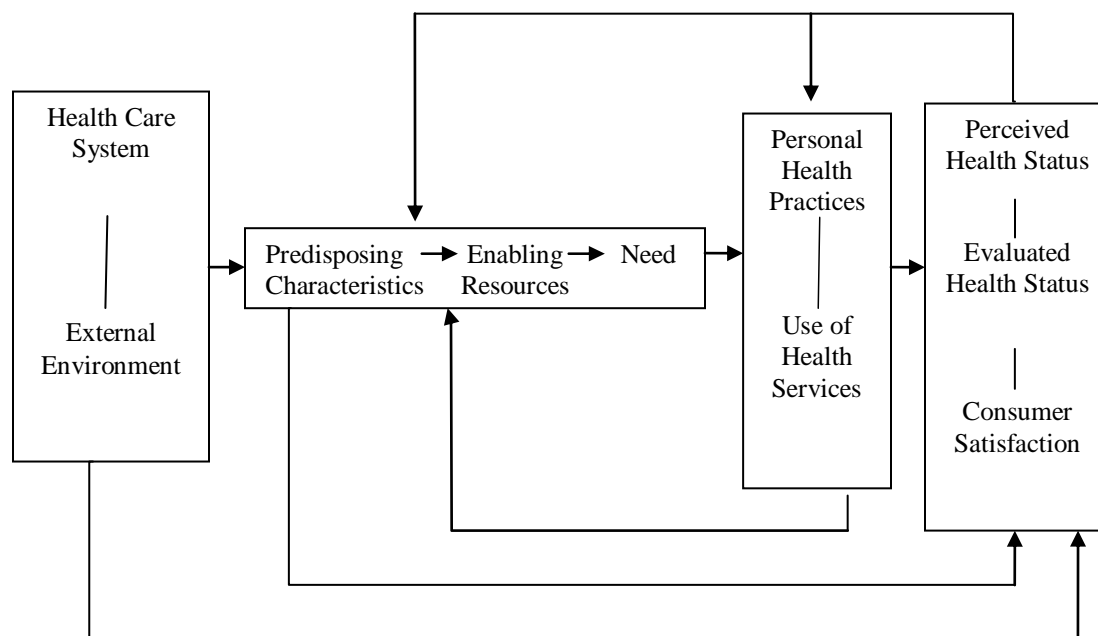 Health Care
System
External
Environment
Predisposing Enabling Need
Characteristics Resources
Personal
Health
Practices
Use of
Health
Services
Perceived
Health Status
Evaluated
Health Status
Consumer
Satisfaction